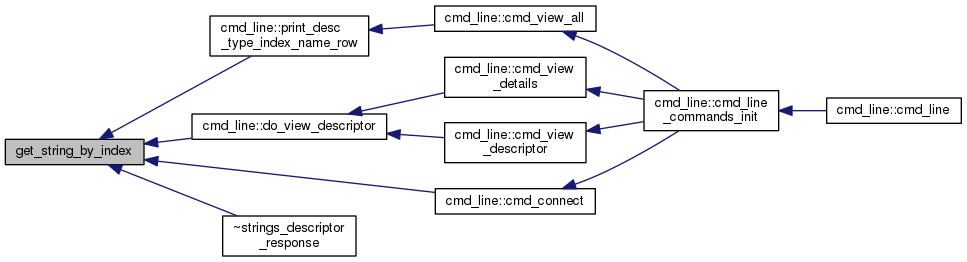 cmd_line::print_desc
_type_index_name_row
cmd_line::cmd_view_all
cmd_line::cmd_view
_details
cmd_line::cmd_line
_commands_init
cmd_line::cmd_line
cmd_line::do_view_descriptor
cmd_line::cmd_view
_descriptor
get_string_by_index
cmd_line::cmd_connect
~strings_descriptor
_response